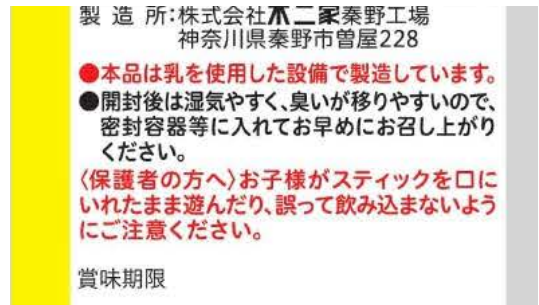 製 造 所:株式会社不二家秦野工場
神奈川県秦野市曽屋228
●本品は乳を使用した設備で製造しています。
●開封後は湿気やすく、臭いが移りやすいので、
密封容器等に入れてお早めにお召し上がり
ください。
〈保護者の方へ〉お子様がスティックを口に
いれたまま遊んだり、誤って飲み込まないよう
にご注意ください。
賞味期限